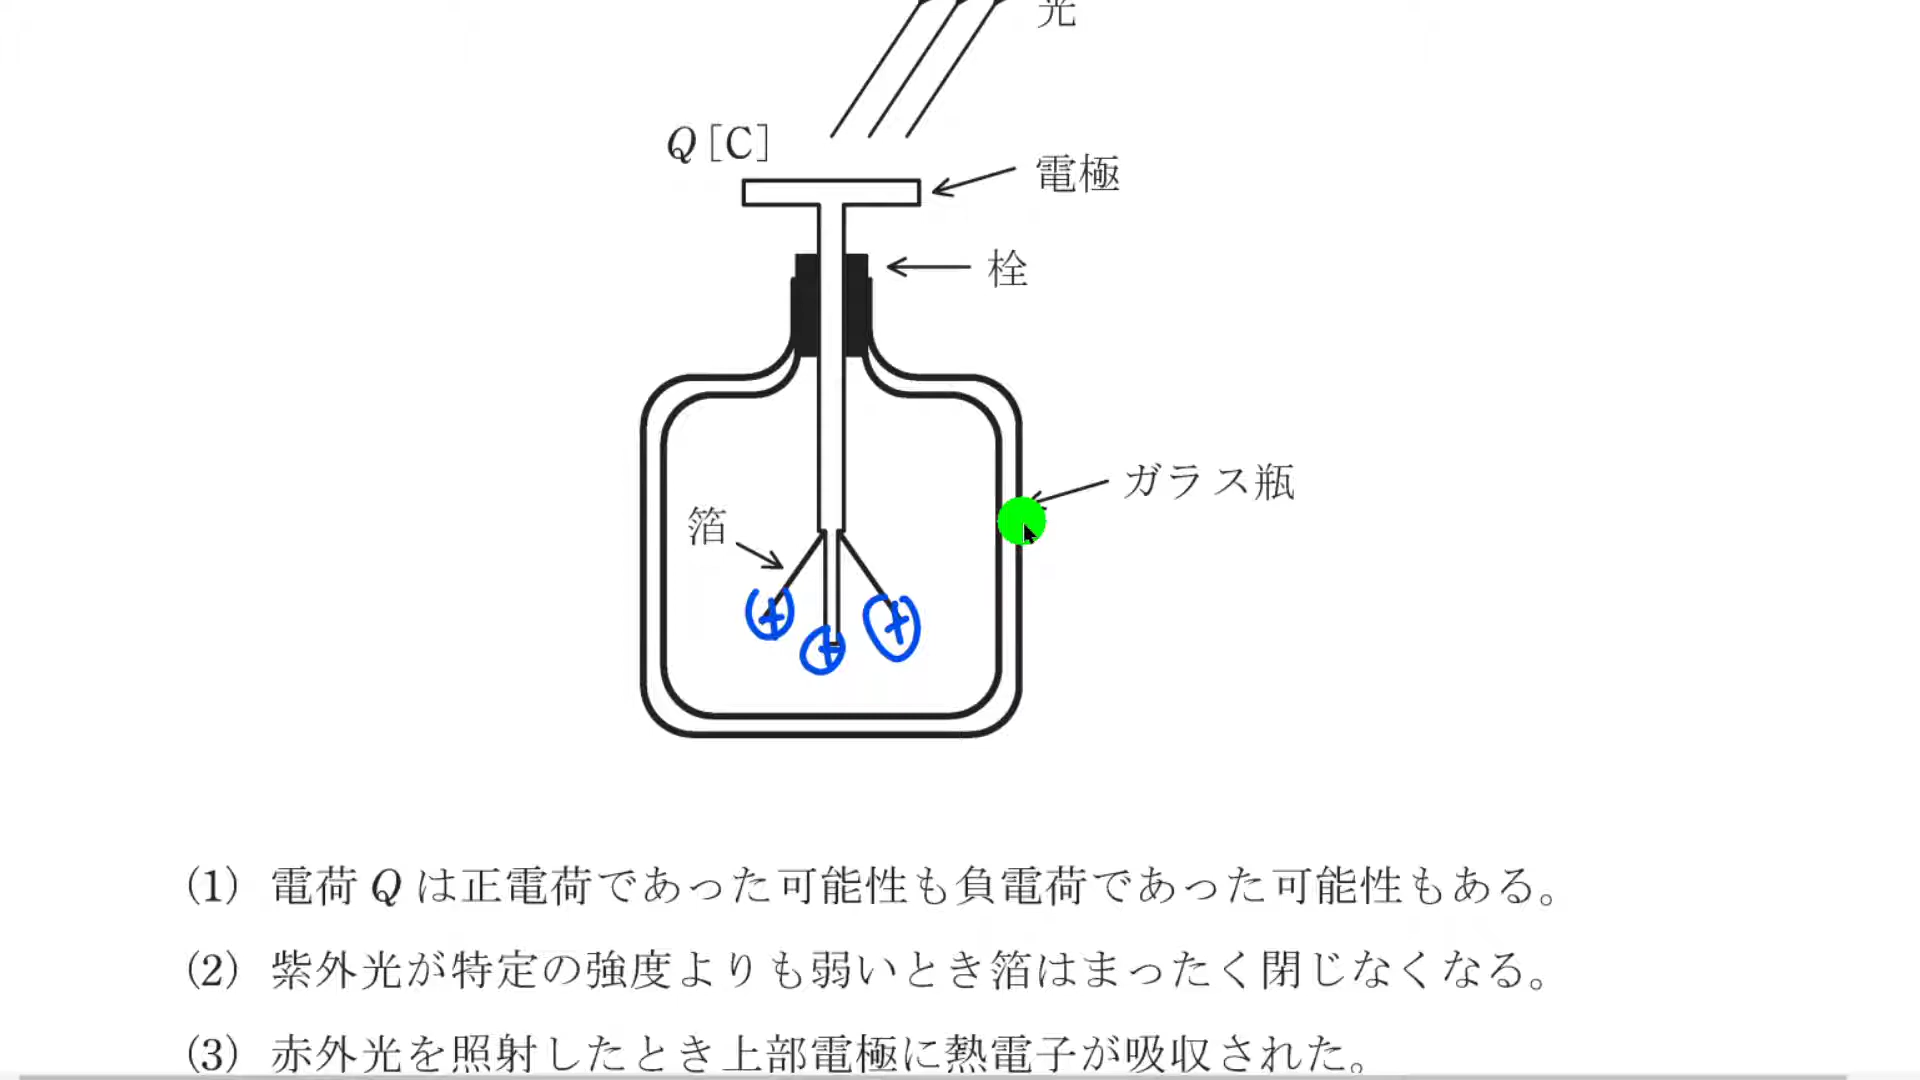 光
Q [C]
電極
栓
ガラス瓶
箔
+ + +
(1) 電荷 Q は正電荷であった可能性も負電荷であった可能性もある。
(2) 紫外光が特定の強度よりも弱いとき箔はまったく閉じなくなる。
(3) 赤外光を照射したとき上部電極に熱電子が吸収された。